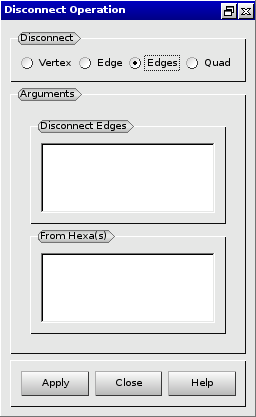 Disconnect Operation
Disconnect
Vertex Edge Edges Quad
Arguments
Disconnect Edges
From Hexa(s)
Apply Close Help